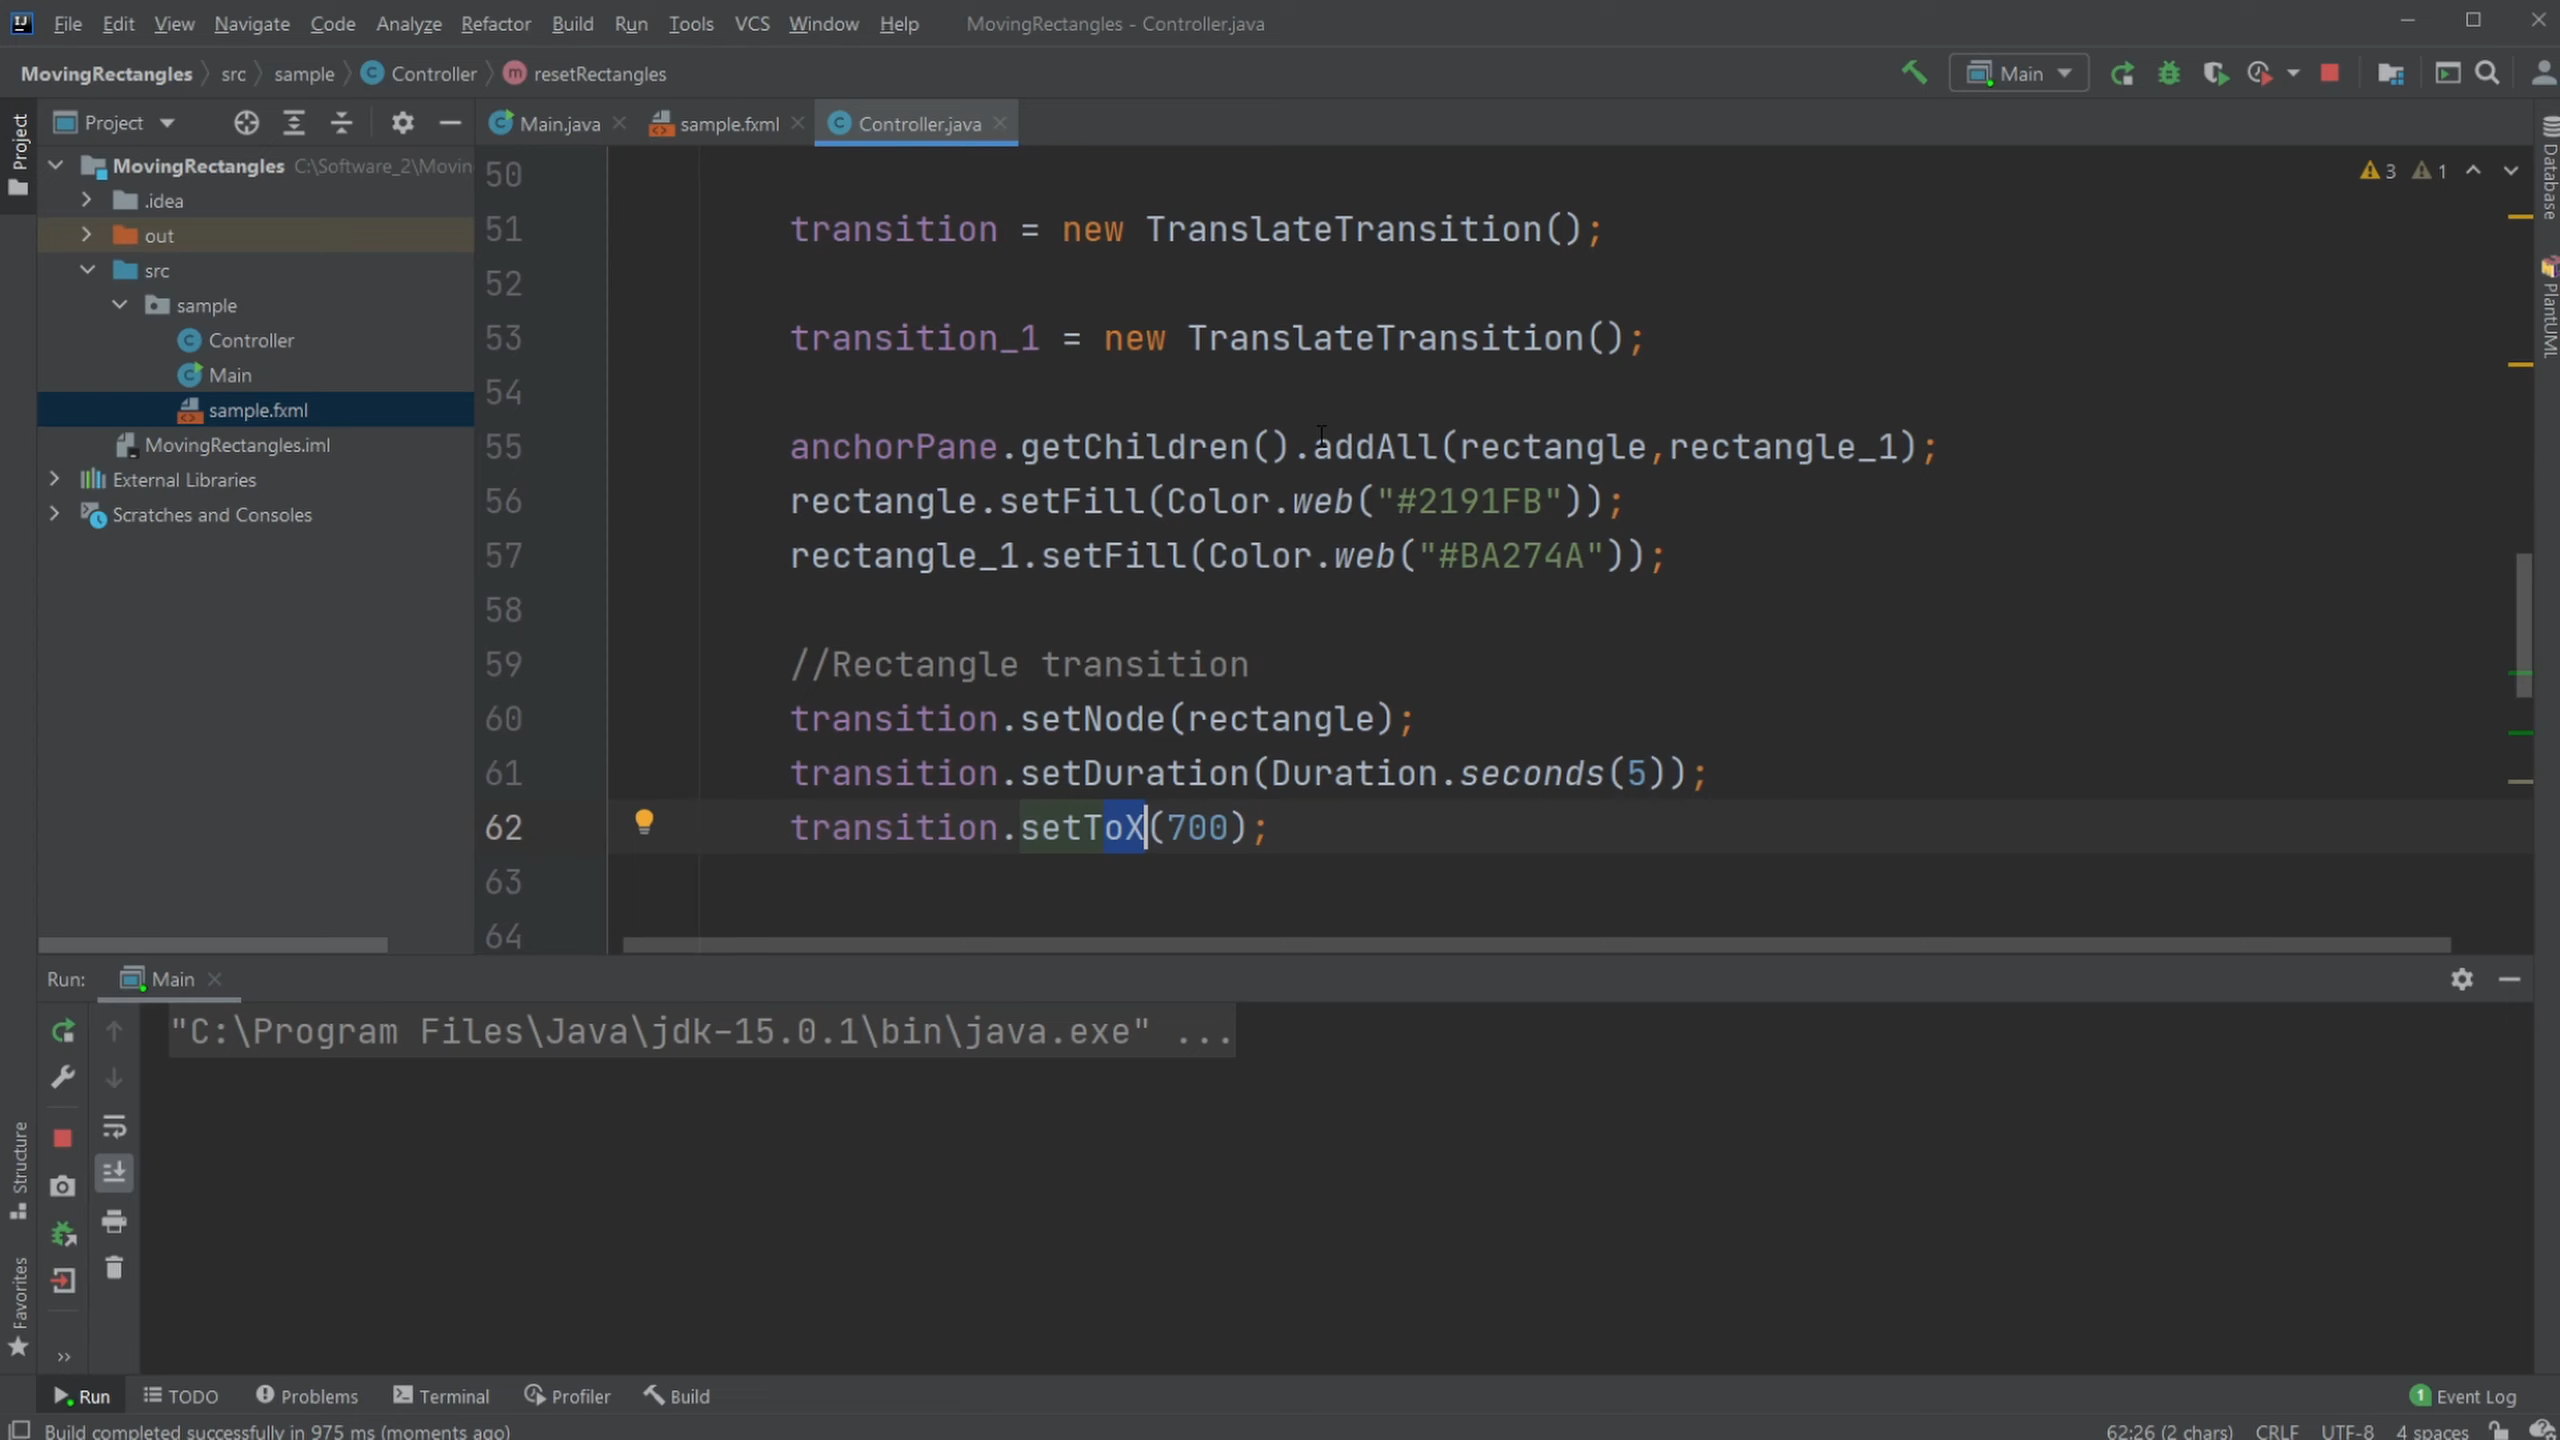 File Edit View Navigate Code Analyze Refactor Build Run Tools VCS Window Help MovingRectangles - Controller.java
MovingRectangles src sample Controller resetRectangles Main
Project
Project
MovingRectangles C:\Software_2\Movin
.idea
out
src
sample
Controller
Main
sample.fxml
MovingRectangles.iml
External Libraries
Scratches and Consoles
Main.java sample.fxml Controller.java
3 1
50
51 transition = new TranslateTransition();
52
53 transition_1 = new TranslateTransition();
54
55 anchorPane.getChildren().addAll(rectangle,rectangle_1);
56 rectangle.setFill(Color.web("#2191FB"));
57 rectangle_1.setFill(Color.web("#BA274A"));
58
59 //Rectangle transition
60 transition.setNode(rectangle);
61 transition.setDuration(Duration.seconds(5));
62 transition.setToX(700);
63
64
Database
PlantUML
Run: Main
"C:\Program Files\Java\jdk-15.0.1\bin\java.exe" ...
Structure
Favorites
Run TODO Problems Terminal Profiler Build 1 Event Log
Build completed successfully in 975 ms (moments ago) 62:26 (2 chars) CRLF UTF-8 4 spaces